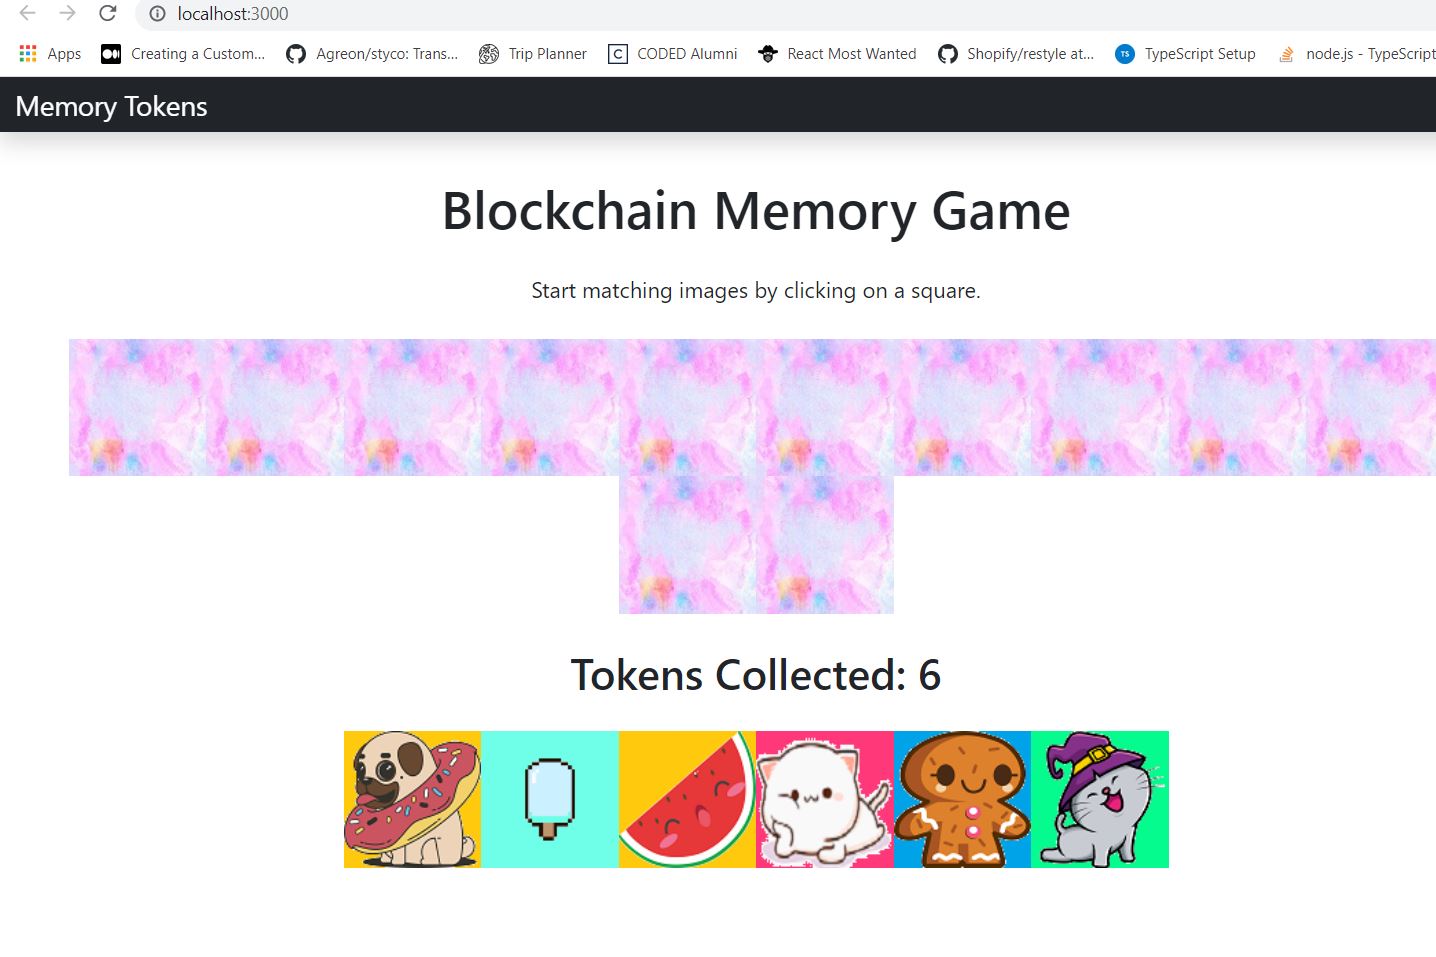 localhost:3000
Apps Creating a Custom... Agreon/styco: Trans... Trip Planner C CODED Alumni React Most Wanted Shopify/restyle at... TS TypeScript Setup node.js - TypeScript
Memory Tokens
Blockchain Memory Game
Start matching images by clicking on a square.
Tokens Collected: 6